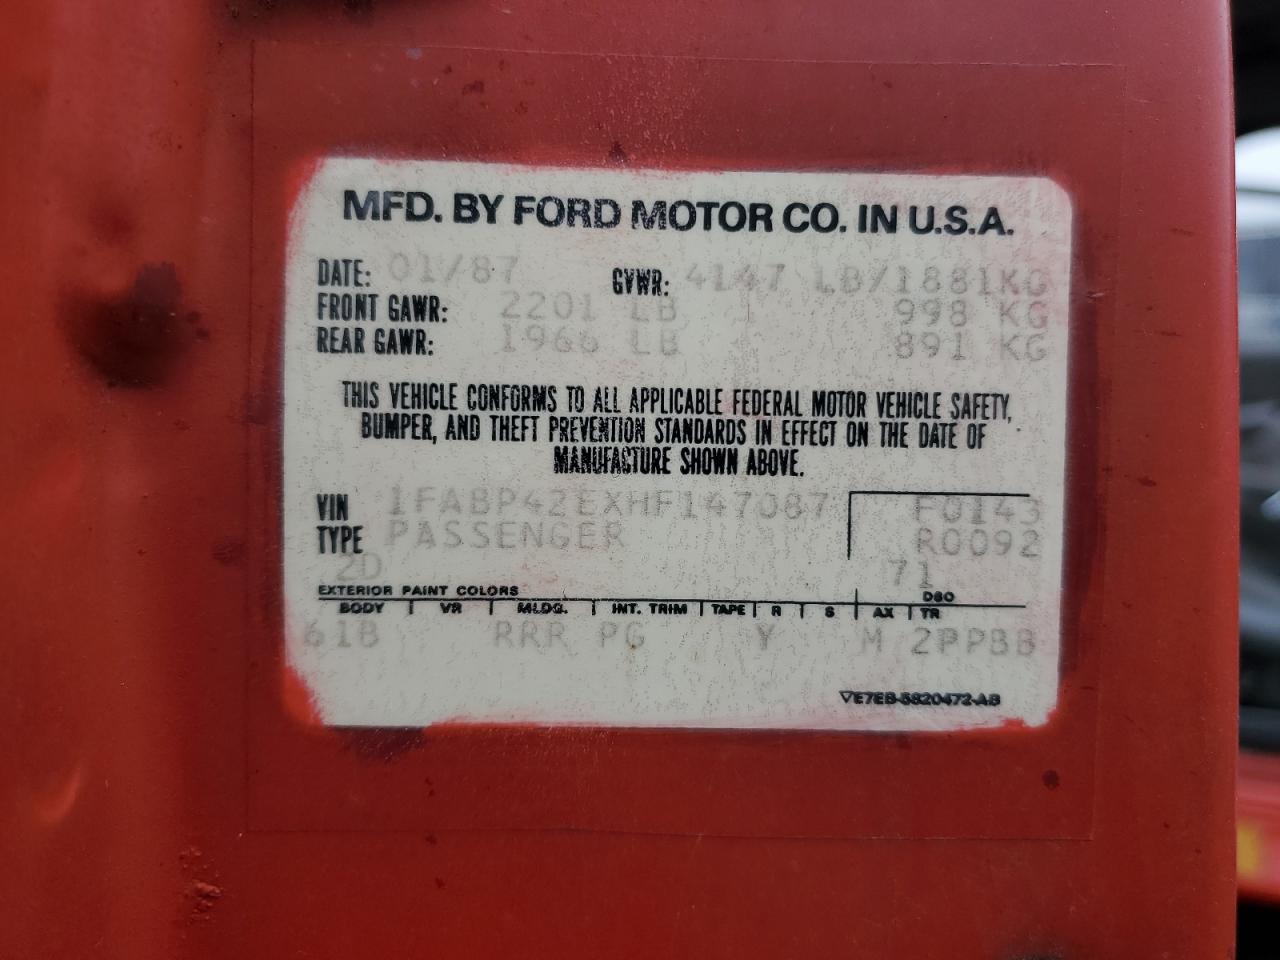 MFD. BY FORD MOTOR CO. IN U.S.A.
DATE: 01/87 GVWR: 4147 LB/1881KG
FRONT GAWR: 2201 LB 998 KG
REAR GAWR: 1966 LB 891 KG
THIS VEHICLE CONFORMS TO ALL APPLICABLE FEDERAL MOTOR VEHICLE SAFETY,
BUMPER, AND THEFT PREVENTION STANDARDS IN EFFECT ON THE DATE OF
MANUFACTURE SHOWN ABOVE.
VIN 1FABP42EXHF147087 F0143
TYPE PASSENGER R0092
2D 71
EXTERIOR PAINT COLORS DSO
BODY VR MLDG. INT. TRIM TAPE R S AX TR
61B RRR PG Y M 2PPBB
▽E7EB-5820472-AB